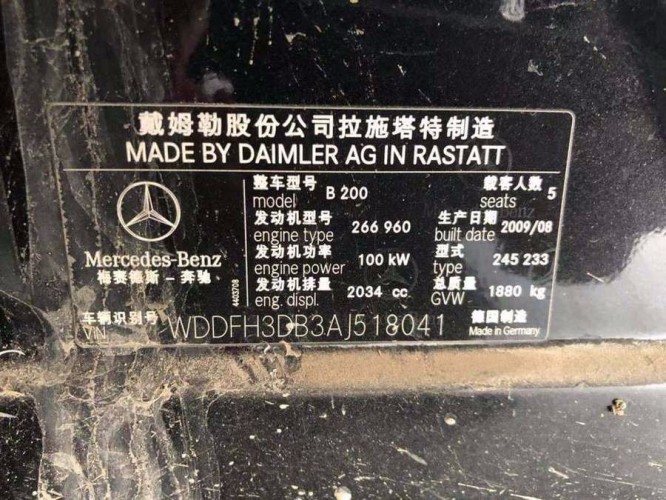 戴姆勒股份公司拉施塔特制造
MADE BY DAIMLER AG IN RASTATT
整车型号 model B 200 载客人数 seats 5
发动机型号 engine type 266 960 生产日期 built date 2009/08
发动机功率 engine power 100 kW 型式 type 245 233
发动机排量 eng. displ. 2034 cc 总质量 GVW 1880 kg
Mercedes-Benz
梅赛德斯－奔驰
4403708
车辆识别号 VIN WDDFH3DB3AJ518041 德国制造 Made in Germany